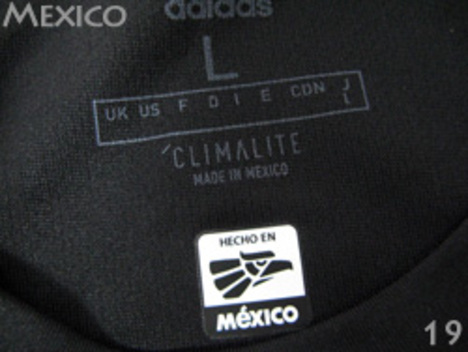 MEXICO
adidas
L
UK US F D I E CDN J
L
CLIMALITE
MADE IN MEXICO
HECHO EN
MéXICO
19